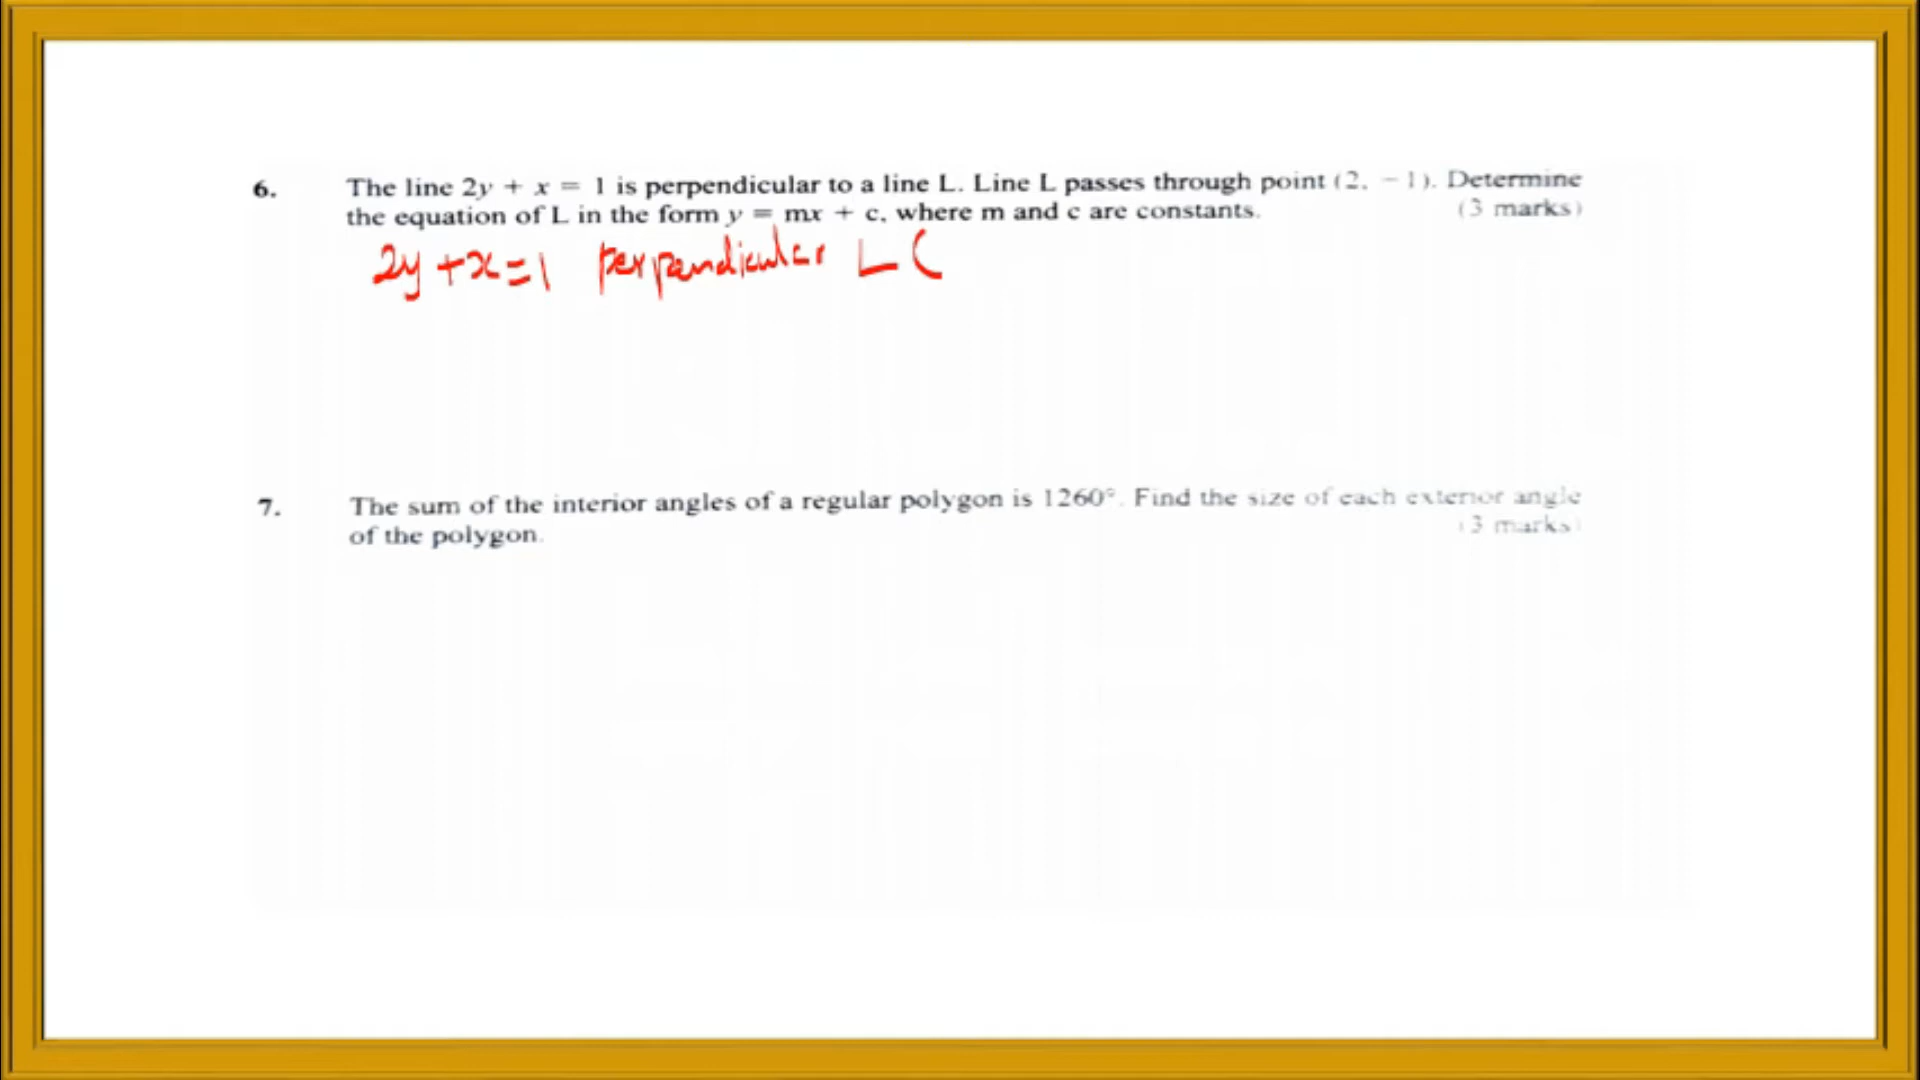 6. The line 2y + x = 1 is perpendicular to a line L. Line L passes through point (2, −1). Determine
the equation of L in the form y = mx + c, where m and c are constants. (3 marks)
2y + x = 1 perpendicular L (
7. The sum of the interior angles of a regular polygon is 1260°. Find the size of each exterior angle
of the polygon. (3 marks)